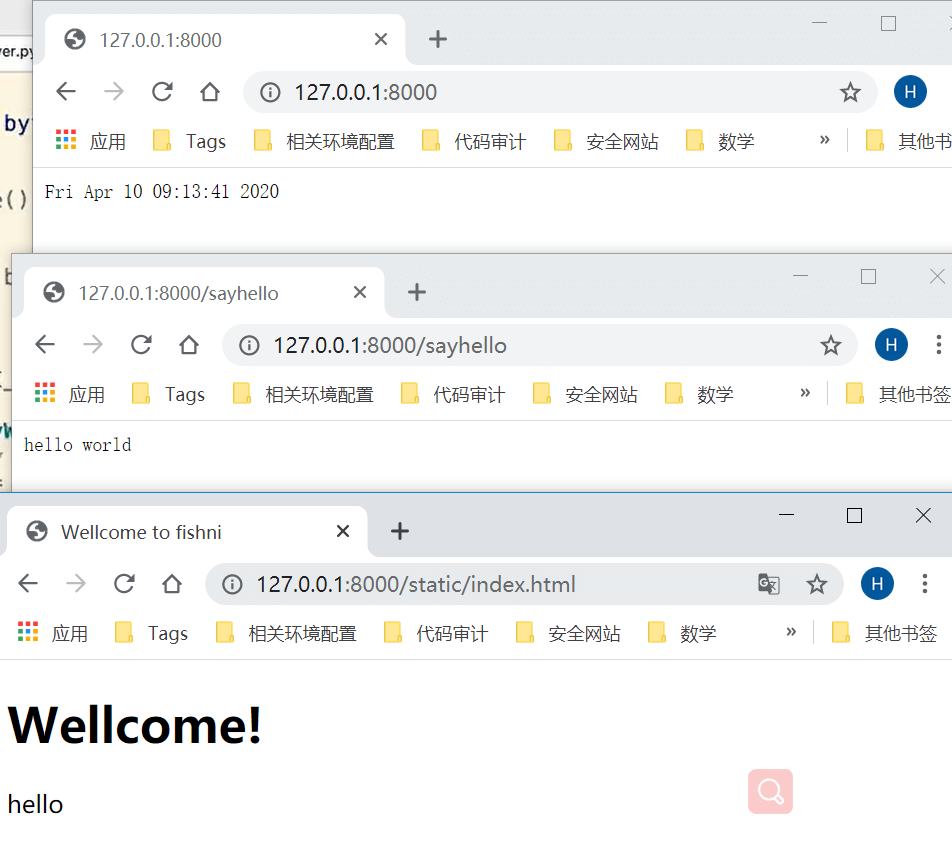 ver.py
127.0.0.1:8000
127.0.0.1:8000
H
by
应用 Tags 相关环境配置 代码审计 安全网站 数学 » 其他书
Fri Apr 10 09:13:41 2020
()
127.0.0.1:8000/sayhello
127.0.0.1:8000/sayhello
H
应用 Tags 相关环境配置 代码审计 安全网站 数学 » 其他书签
hello world
Wellcome to fishni
127.0.0.1:8000/static/index.html
H
应用 Tags 相关环境配置 代码审计 安全网站 数学 » 其他书签
Wellcome!
hello